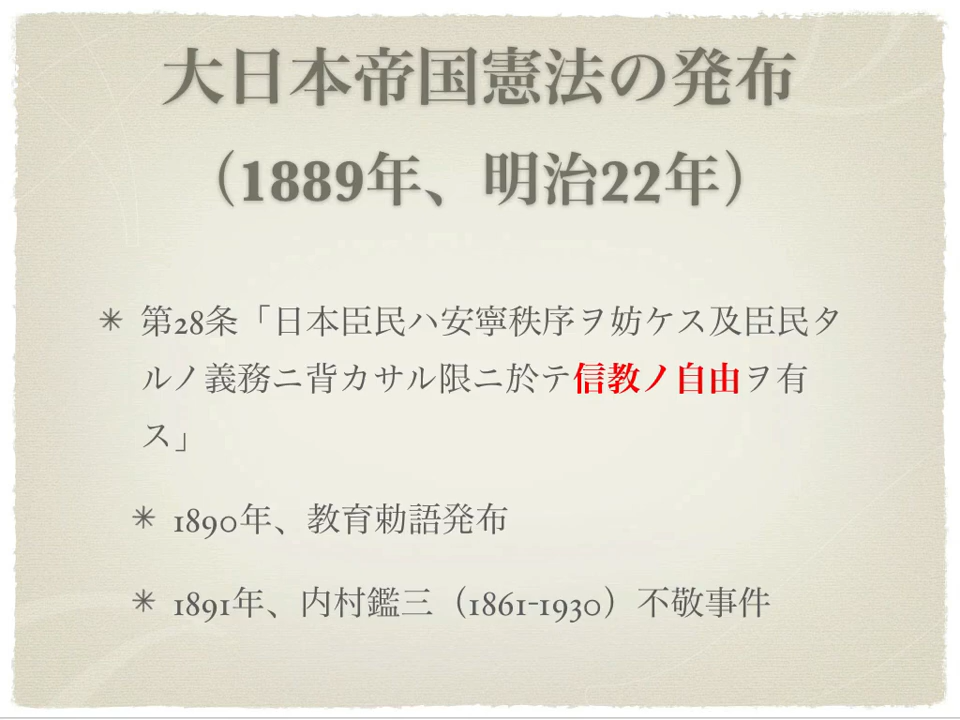 大日本帝国憲法の発布
（1889年、明治22年）
第28条「日本臣民ハ安寧秩序ヲ妨ケス及臣民タ
ルノ義務ニ背カサル限ニ於テ信教ノ自由ヲ有
ス」
1890年、教育勅語発布
1891年、内村鑑三（1861-1930）不敬事件